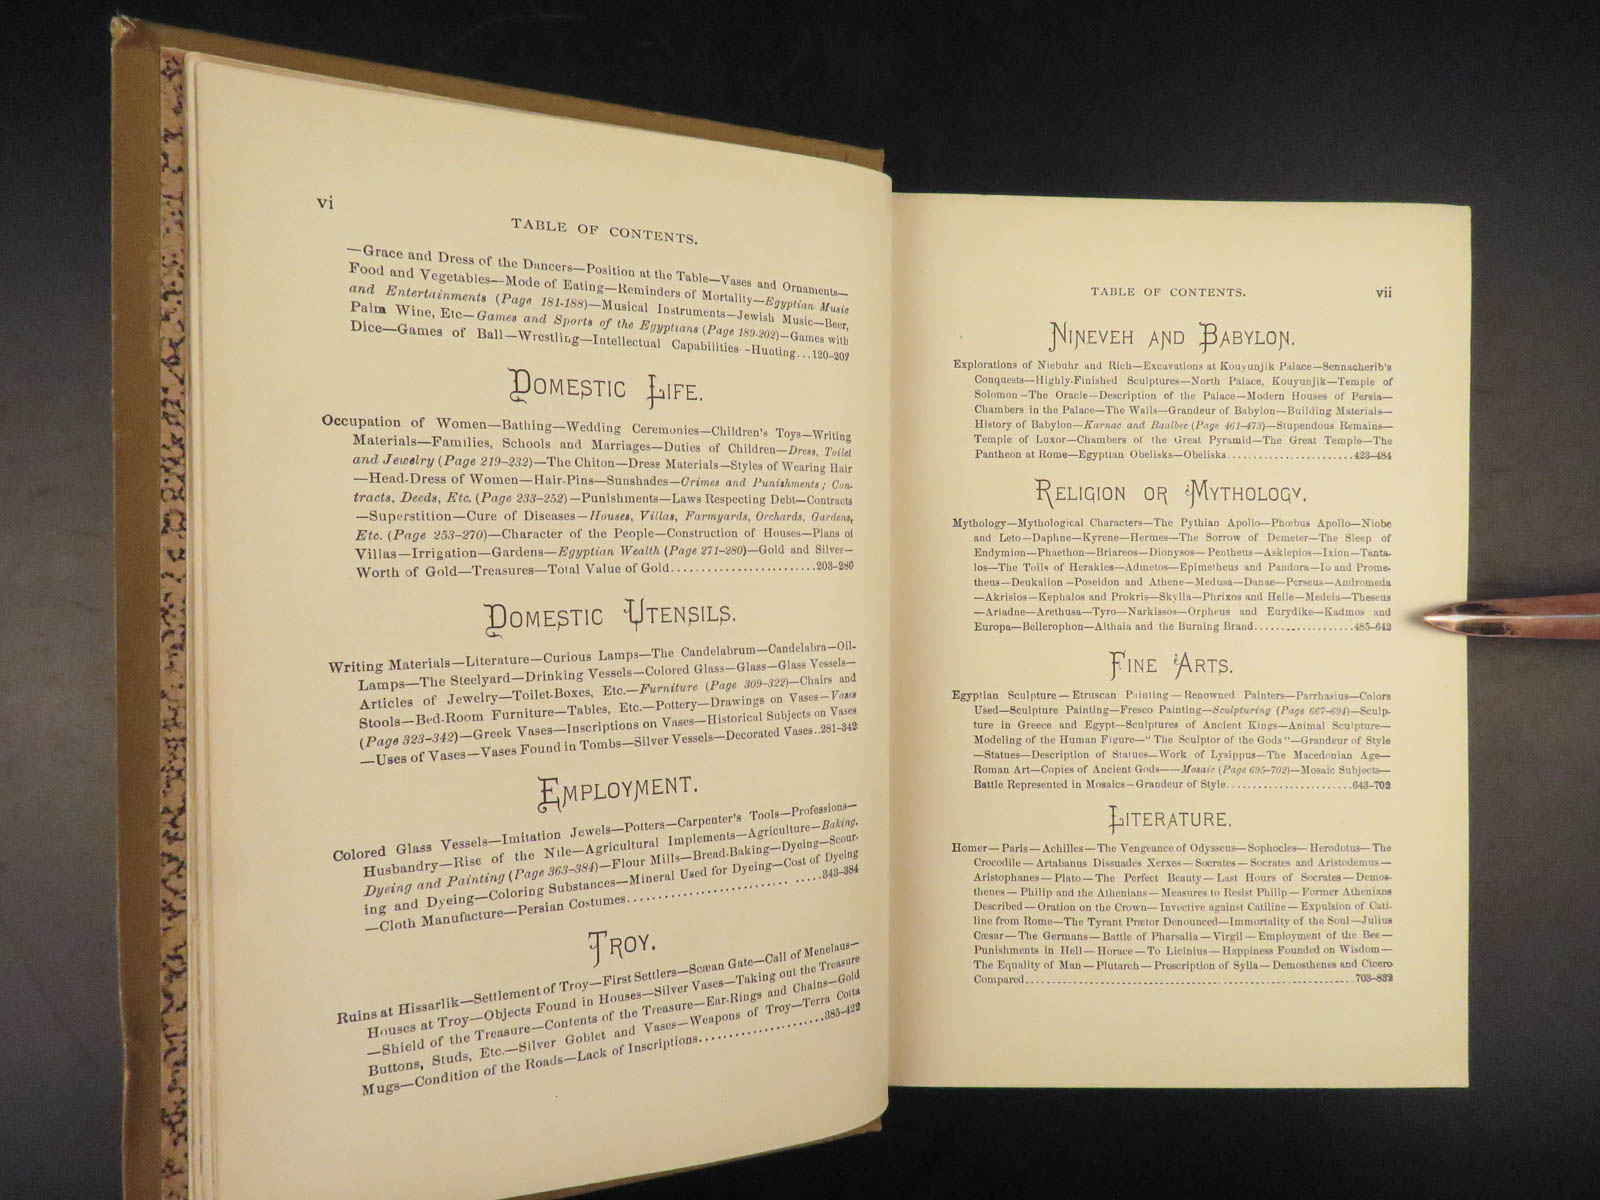 vi
TABLE OF CONTENTS.
—Grace and Dress of the Dancers—Position at the Table—Vases and Ornaments—
Food and Vegetables—Mode of Eating—Reminders of Mortality—Egyptian Music
and Entertainments (Page 181-188)—Musical Instruments—Jewish Music—Beer,
Palm Wine, Etc—Games and Sports of the Egyptians (Page 189-202)—Games with
Dice—Games of Ball—Wrestling—Intellectual Capabilities--Hunting...120-202
DOMESTIC LIFE.
Occupation of Women—Bathing—Wedding Ceremonies—Children's Toys—Writing
Materials—Families, Schools and Marriages—Duties of Children—Dress, Toilet
and Jewelry (Page 219-232)—The Chiton—Dress Materials—Styles of Wearing Hair
—Head-Dress of Women—Hair-Pins—Sunshades—Crimes and Punishments; Con-
tracts, Deeds, Etc. (Page 233-252)—Punishments—Laws Respecting Debt—Contracts
—Superstition—Cure of Diseases—Houses, Villas, Farmyards, Orchards, Gardens,
Etc. (Page 253-270)—Character of the People—Construction of Houses—Plans of
Villas—Irrigation—Gardens—Egyptian Wealth (Page 271-280)—Gold and Silver—
Worth of Gold—Treasures—Total Value of Gold........................203-280
DOMESTIC UTENSILS.
Writing Materials—Literature—Curious Lamps—The Candelabrum—Candelabra—Oil-
Lamps—The Steelyard—Drinking Vessels—Colored Glass—Glass—Glass Vessels—
Articles of Jewelry—Toilet-Boxes, Etc.—Furniture (Page 309-322)—Chairs and
Stools—Bed-Room Furniture—Tables, Etc.—Pottery—Drawings on Vases—Vases
(Page 323-342)—Greek Vases—Inscriptions on Vases—Historical Subjects on Vases
—Uses of Vases—Vases Found in Tombs—Silver Vessels—Decorated Vases..281-342
EMPLOYMENT.
Colored Glass Vessels—Imitation Jewels—Potters—Carpenter's Tools—Professions—
Husbandry—Rise of the Nile—Agricultural Implements—Agriculture—Baking,
Dyeing and Painting (Page 363-384)—Flour Mills—Bread-Baking—Dyeing—Scour-
ing and Dyeing—Coloring Substances—Mineral Used for Dyeing—Cost of Dyeing
—Cloth Manufacture—Persian Costumes.............................343-384
TROY.
Ruins at Hissarlik—Settlement of Troy—First Settlers—Scæan Gate—Call of Menelaus—
Houses at Troy—Objects Found in Houses—Silver Vases—Taking out the Treasure
—Shield of the Treasure—Contents of the Treasure—Ear-Rings and Chains—Gold
Buttons, Studs, Etc.—Silver Goblet and Vases—Weapons of Troy—Terra Cotta
Mugs—Condition of the Roads—Lack of Inscriptions....................385-422
TABLE OF CONTENTS.
vii
NINEVEH AND BABYLON.
Explorations of Niebuhr and Rich—Excavations at Kouyunjik Palace—Sennacherib's
Conquests—Highly-Finished Sculptures—North Palace, Kouyunjik—Temple of
Solomon—The Oracle—Description of the Palace—Modern Houses of Persia—
Chambers in the Palace—The Walls—Grandeur of Babylon—Building Materials—
History of Babylon—Karnac and Baalbec (Page 461-473)—Stupendous Remains—
Temple of Luxor—Chambers of the Great Pyramid—The Great Temple—The
Pantheon at Rome—Egyptian Obelisks—Obelisks.......................423-484
RELIGION OR MYTHOLOGY.
Mythology—Mythological Characters—The Pythian Apollo—Phœbus Apollo—Niobe
and Leto—Daphne—Kyrene—Hermes—The Sorrow of Demeter—The Sleep of
Endymion—Phaethon—Briareos—Dionysos—Pentheus—Asklepios—Ixion—Tanta-
los—The Toils of Herakles—Admetos—Epimetheus and Pandora—Io and Prome-
theus—Deukalion—Poseidon and Athene—Medusa—Danae—Perseus—Andromeda
—Akrisios—Kephalos and Prokris—Skylla—Phrixos and Helle—Medeia—Theseus
—Ariadne—Arethusa—Tyro—Narkissos—Orpheus and Eurydike—Kadmos and
Europa—Bellerophon—Althaia and the Burning Brand...................485-642
FINE ARTS.
Egyptian Sculpture—Etruscan Painting—Renowned Painters—Parrhasius—Colors
Used—Sculpture Painting—Fresco Painting—Sculpturing (Page 667-694)—Sculp-
ture in Greece and Egypt—Sculptures of Ancient Kings—Animal Sculpture—
Modeling of the Human Figure—"The Sculptor of the Gods"—Grandeur of Style
—Statues—Description of Statues—Work of Lysippus—The Macedonian Age—
Roman Art—Copies of Ancient Gods——Mosaic (Page 695-702)—Mosaic Subjects—
Battle Represented in Mosaics—Grandeur of Style.......................643-702
LITERATURE.
Homer—Paris—Achilles—The Vengeance of Odysseus—Sophocles—Herodotus—The
Crocodile—Artabanus Dissuades Xerxes—Socrates—Socrates and Aristodemus—
Aristophanes—Plato—The Perfect Beauty—Last Hours of Socrates—Demos-
thenes—Philip and the Athenians—Measures to Resist Philip—Former Athenians
Described—Oration on the Crown—Invective against Catiline—Expulsion of Cati-
line from Rome—The Tyrant Prætor Denounced—Immortality of the Soul—Julius
Cæsar—The Germans—Battle of Pharsalia—Virgil—Employment of the Bee—
Punishments in Hell—Horace—To Licinius—Happiness Founded on Wisdom—
The Equality of Man—Plutarch—Proscription of Sylla—Demosthenes and Cicero
Compared.......................................................703-832